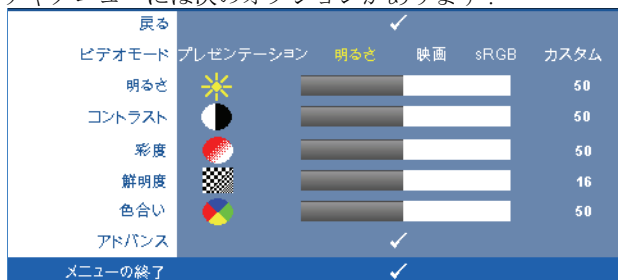 戻る
ビデオモード プレゼンテーション 明るさ 映画 sRGB カスタム
明るさ 50
コントラスト 50
彩度 50
鮮明度 16
色合い 50
アドバンス
メニューの終了